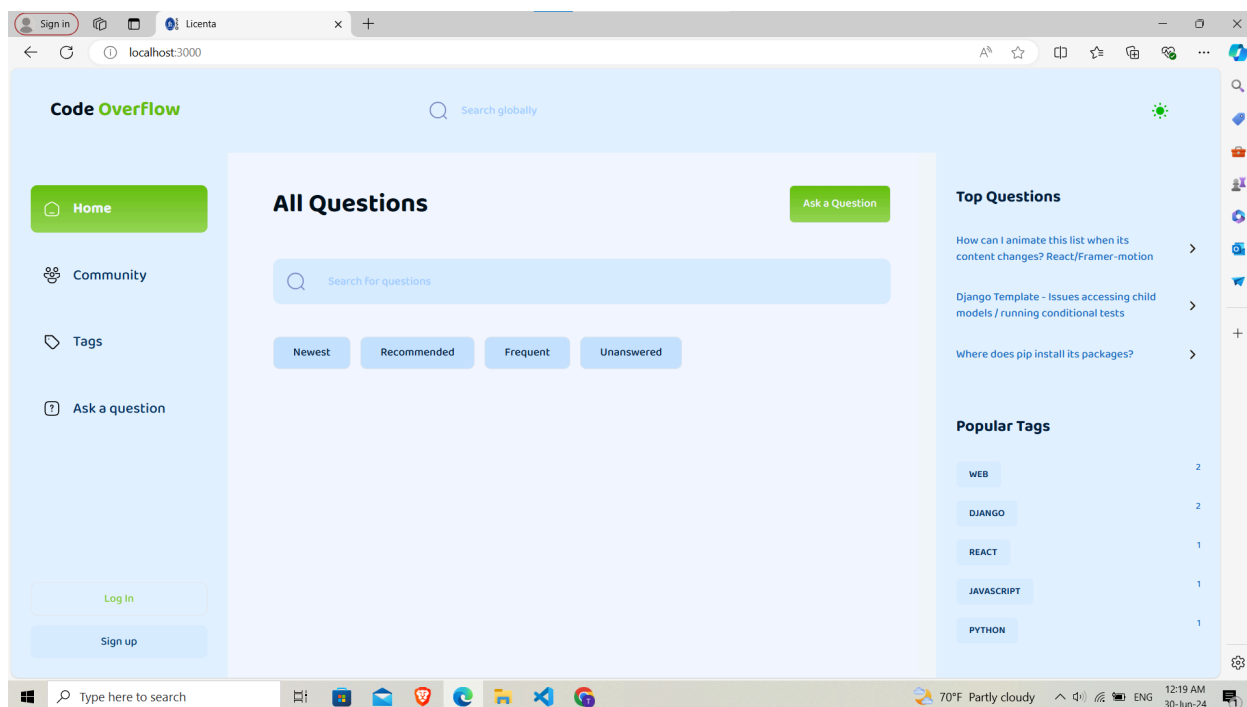 Sign in
Licenta
localhost:3000
Code Overflow
Search globally
Home
Community
Tags
Ask a question
Log In
Sign up
All Questions
Ask a Question
Search for questions
Newest Recommended Frequent Unanswered
Top Questions
How can I animate this list when its
content changes? React/Framer-motion
Django Template - Issues accessing child
models / running conditional tests
Where does pip install its packages?
Popular Tags
WEB 2
DJANGO 2
REACT 1
JAVASCRIPT 1
PYTHON 1
Type here to search
70°F Partly cloudy
ENG
12:19 AM
30-Jun-24